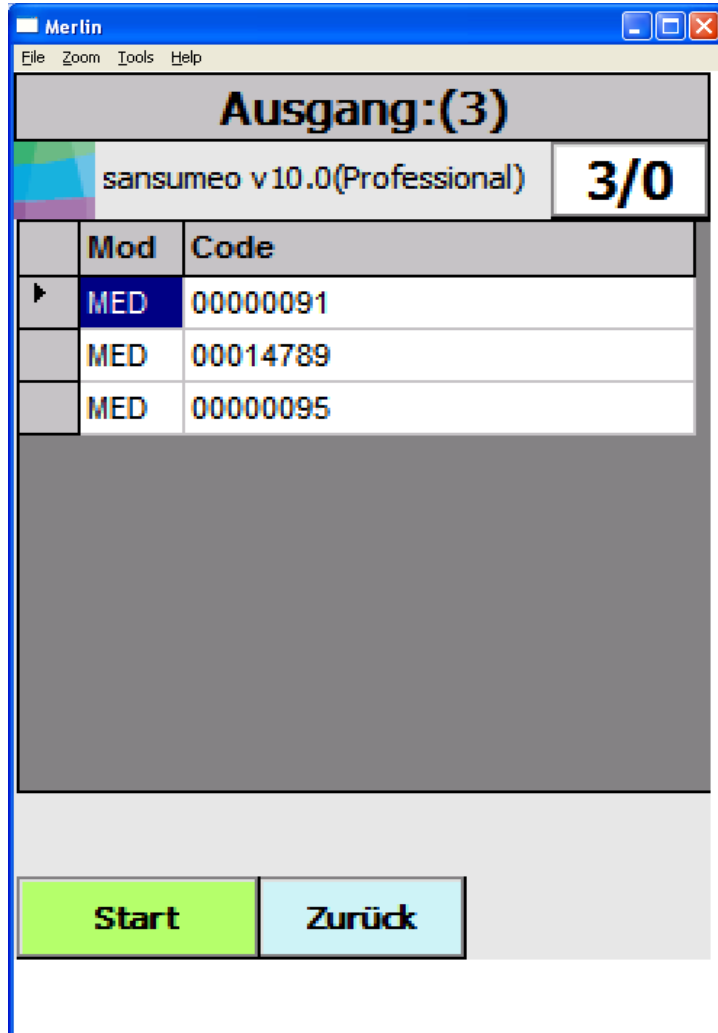 Merlin
File Zoom Tools Help
Ausgang:(3)
sansumeo v10.0(Professional) 3/0
Mod Code
MED 00000091
MED 00014789
MED 00000095
Start Zurück